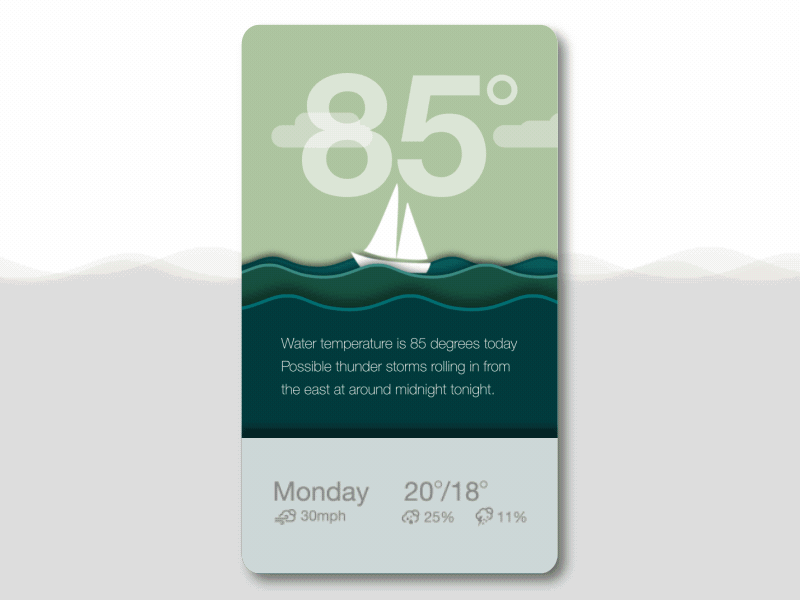 85°
Water temperature is 85 degrees today
Possible thunder storms rolling in from
the east at around midnight tonight.
Monday 20°/18°
30mph 25% 11%